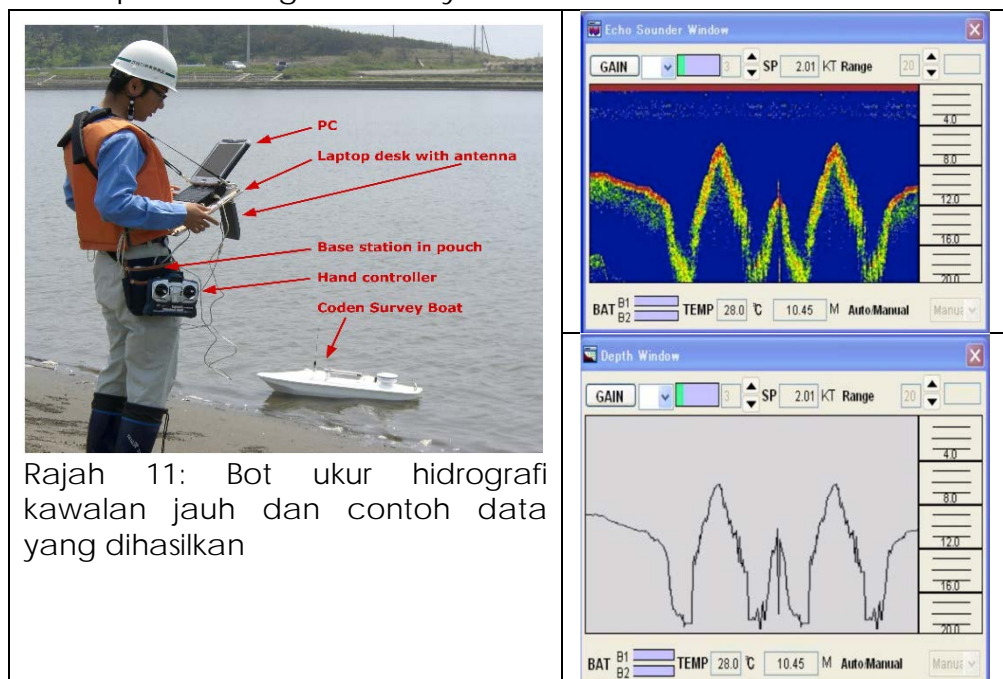 PC
Laptop desk with antenna
Base station in pouch
Hand controller
Coden Survey Boat
Rajah 11: Bot ukur hidrografi
kawalan jauh dan contoh data
yang dihasilkan
Echo Sounder Window
GAIN 3 SP 2.01 KT Range 20
4.0
8.0
12.0
16.0
20.0
BAT B1 B2 TEMP 28.0 ℃ 10.45 M Auto/Manual Manua
Depth Window
GAIN 3 SP 2.01 KT Range 20
4.0
8.0
12.0
16.0
20.0
BAT B1 B2 TEMP 28.0 ℃ 10.45 M Auto/Manual Manua